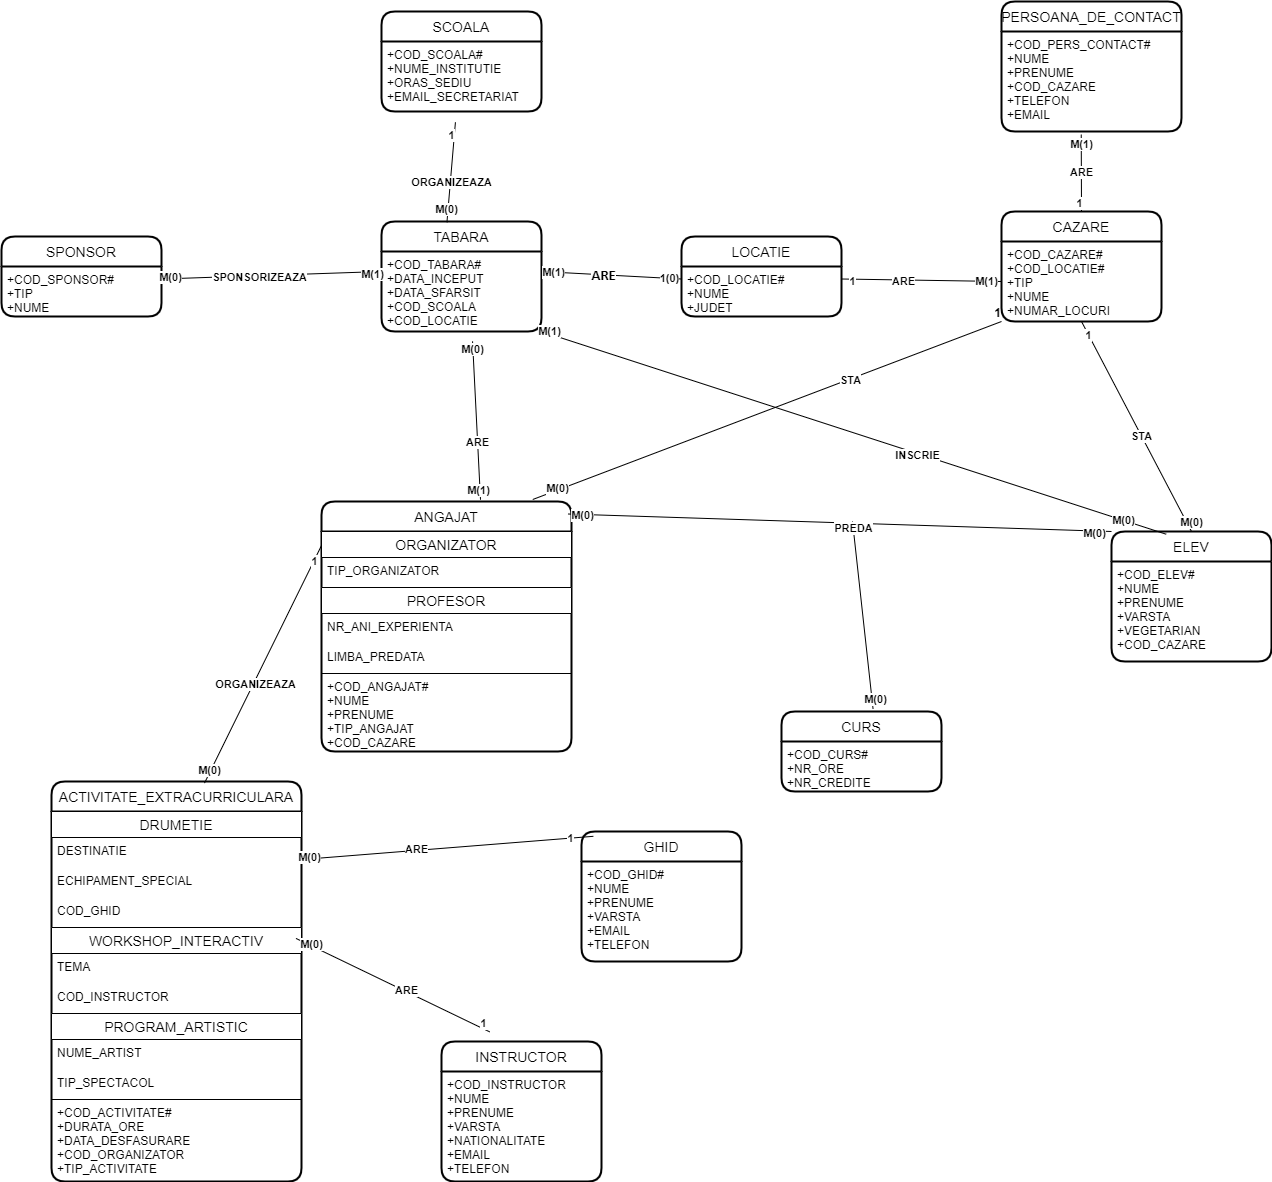 SCOALA
+COD_SCOALA#
+NUME_INSTITUTIE
+ORAS_SEDIU
+EMAIL_SECRETARIAT
PERSOANA_DE_CONTACT
+COD_PERS_CONTACT#
+NUME
+PRENUME
+COD_CAZARE
+TELEFON
+EMAIL
1
ORGANIZEAZA
M(0)
M(1)
ARE
1
SPONSOR
+COD_SPONSOR#
+TIP
+NUME
M(0)
SPONSORIZEAZA
M(1)
TABARA
+COD_TABARA#
+DATA_INCEPUT
+DATA_SFARSIT
+COD_SCOALA
+COD_LOCATIE
M(1)
ARE
1(0)
LOCATIE
+COD_LOCATIE#
+NUME
+JUDET
1
ARE
M(1)
CAZARE
+COD_CAZARE#
+COD_LOCATIE#
+TIP
+NUME
+NUMAR_LOCURI
1
STA
M(0)
1
STA
M(0)
M(1)
INSCRIE
M(0)
M(0)
ARE
M(1)
ANGAJAT
ORGANIZATOR
TIP_ORGANIZATOR
PROFESOR
NR_ANI_EXPERIENTA
LIMBA_PREDATA
+COD_ANGAJAT#
+NUME
+PRENUME
+TIP_ANGAJAT
+COD_CAZARE
M(0)
PREDA
M(0)
M(0)
ELEV
+COD_ELEV#
+NUME
+PRENUME
+VARSTA
+VEGETARIAN
+COD_CAZARE
CURS
+COD_CURS#
+NR_ORE
+NR_CREDITE
1
ORGANIZEAZA
M(0)
ACTIVITATE_EXTRACURRICULARA
DRUMETIE
DESTINATIE
ECHIPAMENT_SPECIAL
COD_GHID
WORKSHOP_INTERACTIV
TEMA
COD_INSTRUCTOR
PROGRAM_ARTISTIC
NUME_ARTIST
TIP_SPECTACOL
+COD_ACTIVITATE#
+DURATA_ORE
+DATA_DESFASURARE
+COD_ORGANIZATOR
+TIP_ACTIVITATE
M(0)
ARE
1
GHID
+COD_GHID#
+NUME
+PRENUME
+VARSTA
+EMAIL
+TELEFON
M(0)
ARE
1
INSTRUCTOR
+COD_INSTRUCTOR
+NUME
+PRENUME
+VARSTA
+NATIONALITATE
+EMAIL
+TELEFON